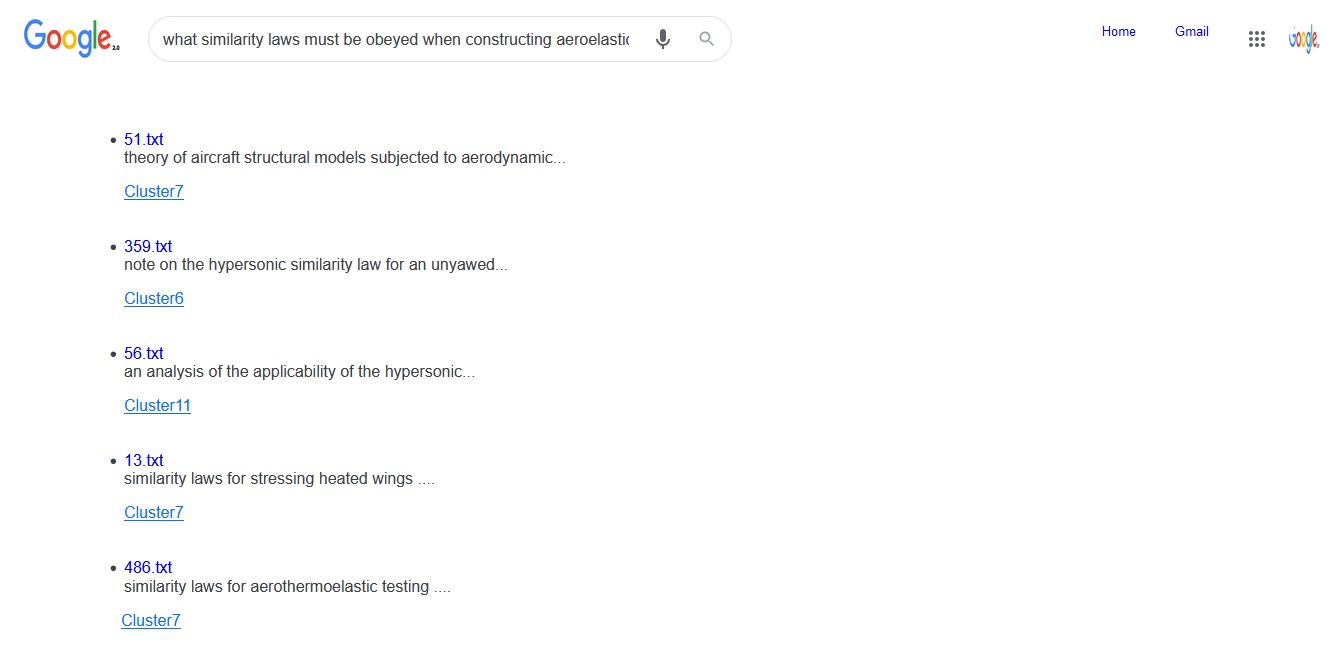 Google 2.0
what similarity laws must be obeyed when constructing aeroelastic
Home
Gmail
Google
51.txt
theory of aircraft structural models subjected to aerodynamic...
Cluster7
359.txt
note on the hypersonic similarity law for an unyawed...
Cluster6
56.txt
an analysis of the applicability of the hypersonic...
Cluster11
13.txt
similarity laws for stressing heated wings ....
Cluster7
486.txt
similarity laws for aerothermoelastic testing ....
Cluster7